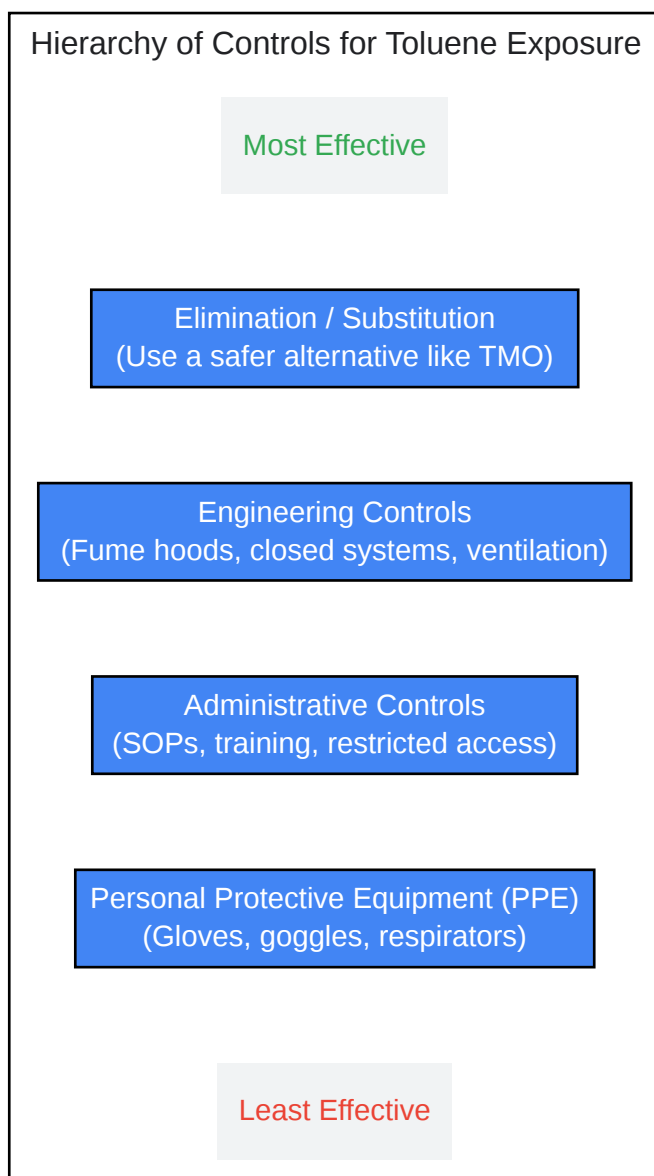 Hierarchy of Controls for Toluene Exposure
Most Effective
Elimination / Substitution
(Use a safer alternative like TMO)
Engineering Controls
(Fume hoods, closed systems, ventilation)
Administrative Controls
(SOPs, training, restricted access)
Personal Protective Equipment (PPE)
(Gloves, goggles, respirators)
Least Effective